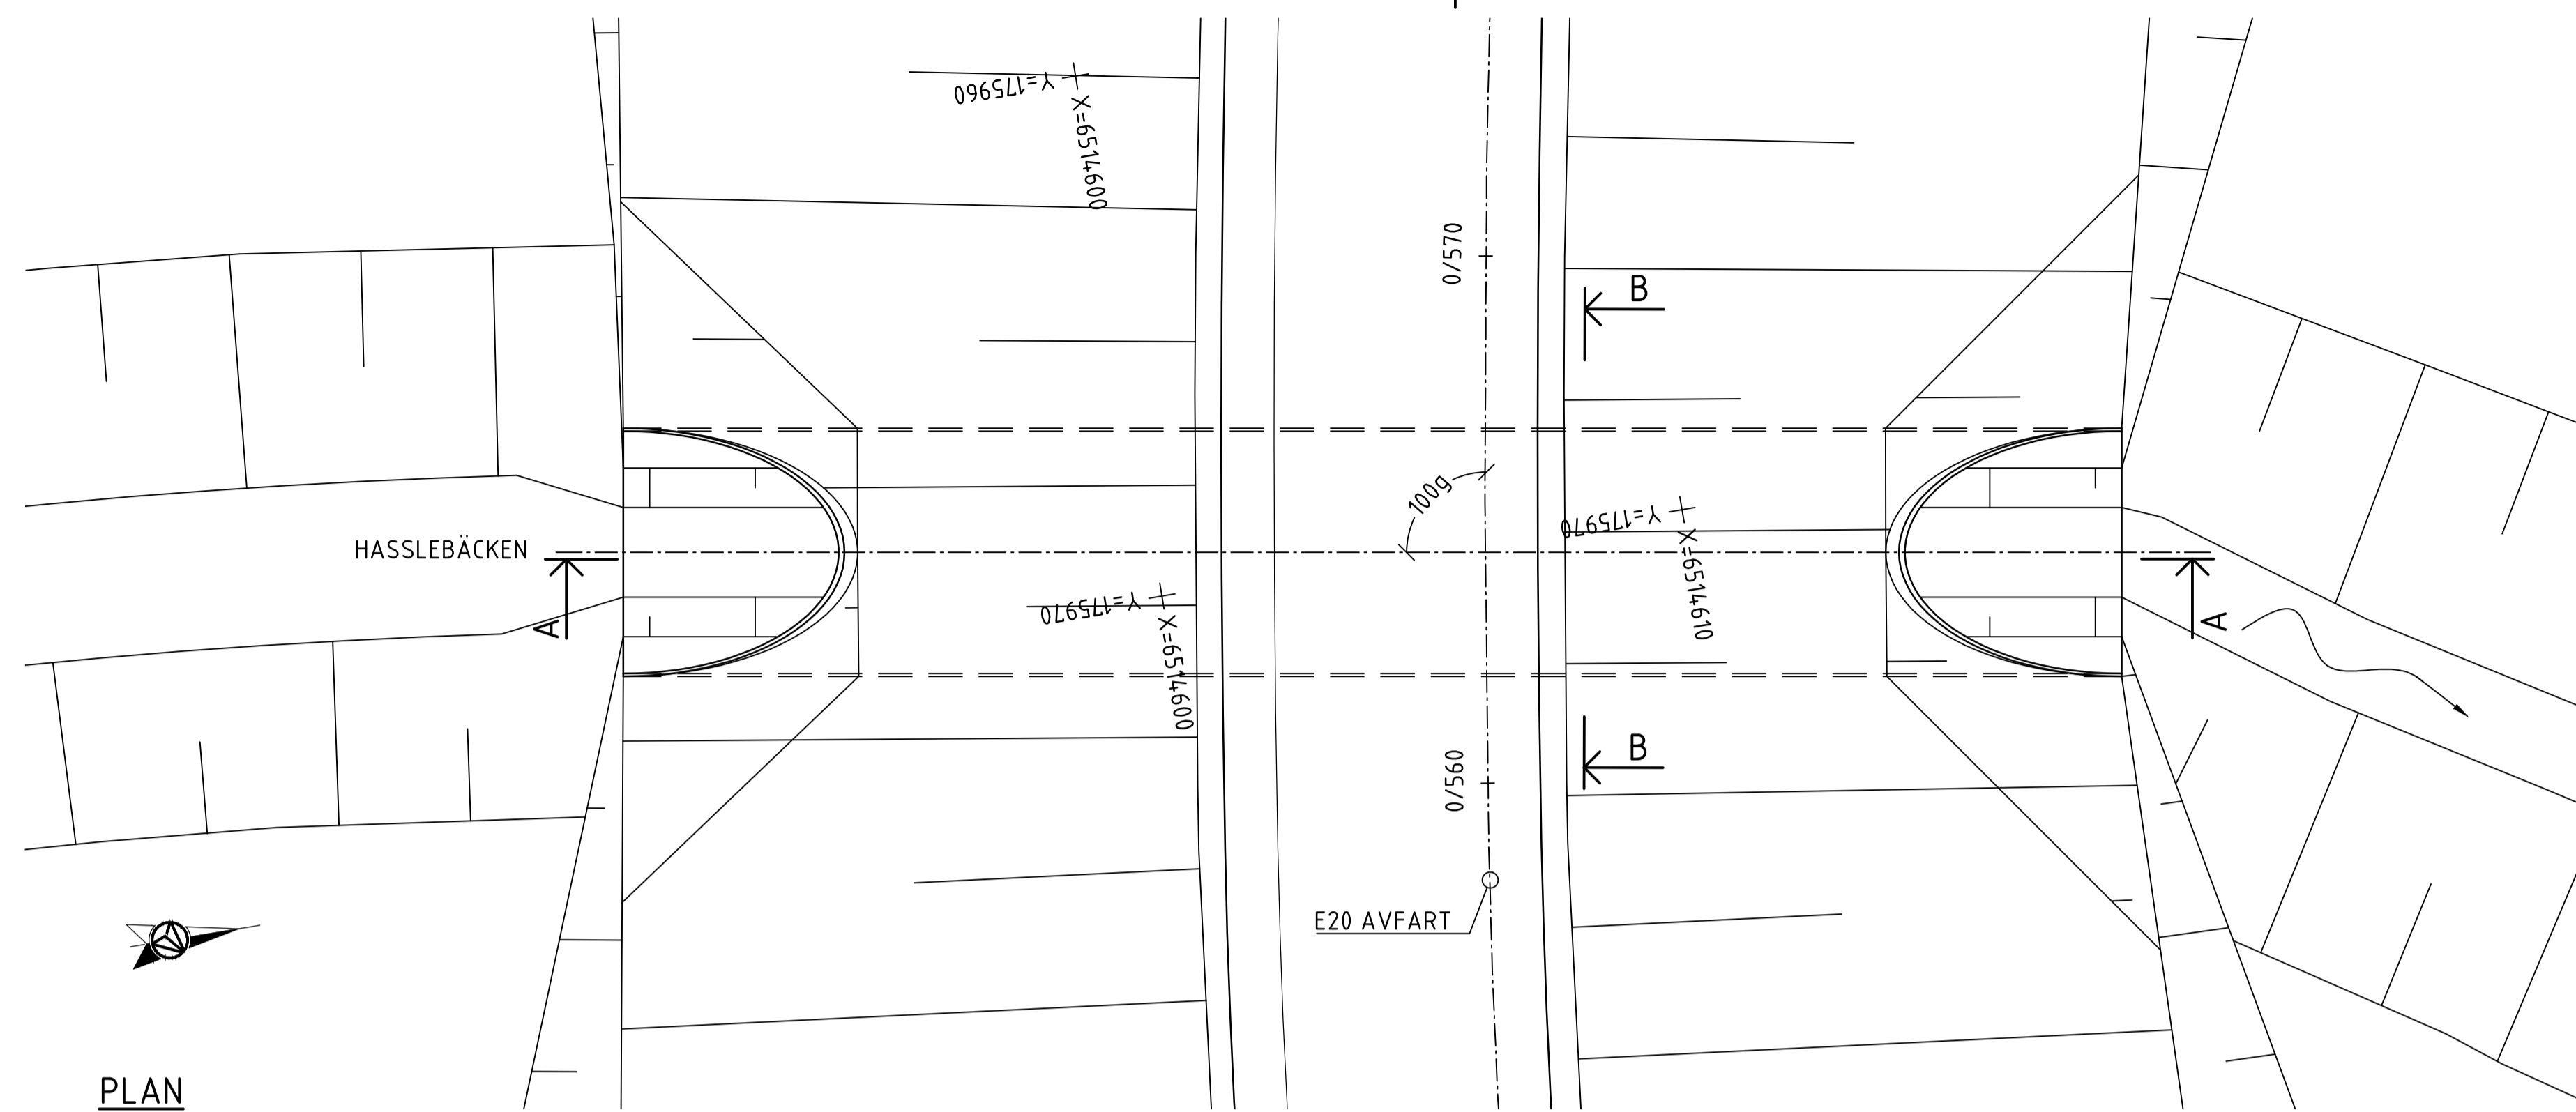 Y=175960
X=6514600
0/570
B
100g
Y=175970
X=6514610
HASSLEBÄCKEN
A
A
Y=175970
X=6514600
B
0/560
E20 AVFART
PLAN